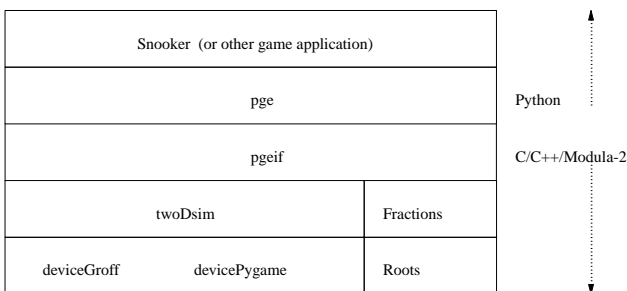 Snooker (or other game application)
pge Python
pgeif C/C++/Modula-2
twoDsim Fractions
deviceGroff devicePygame Roots